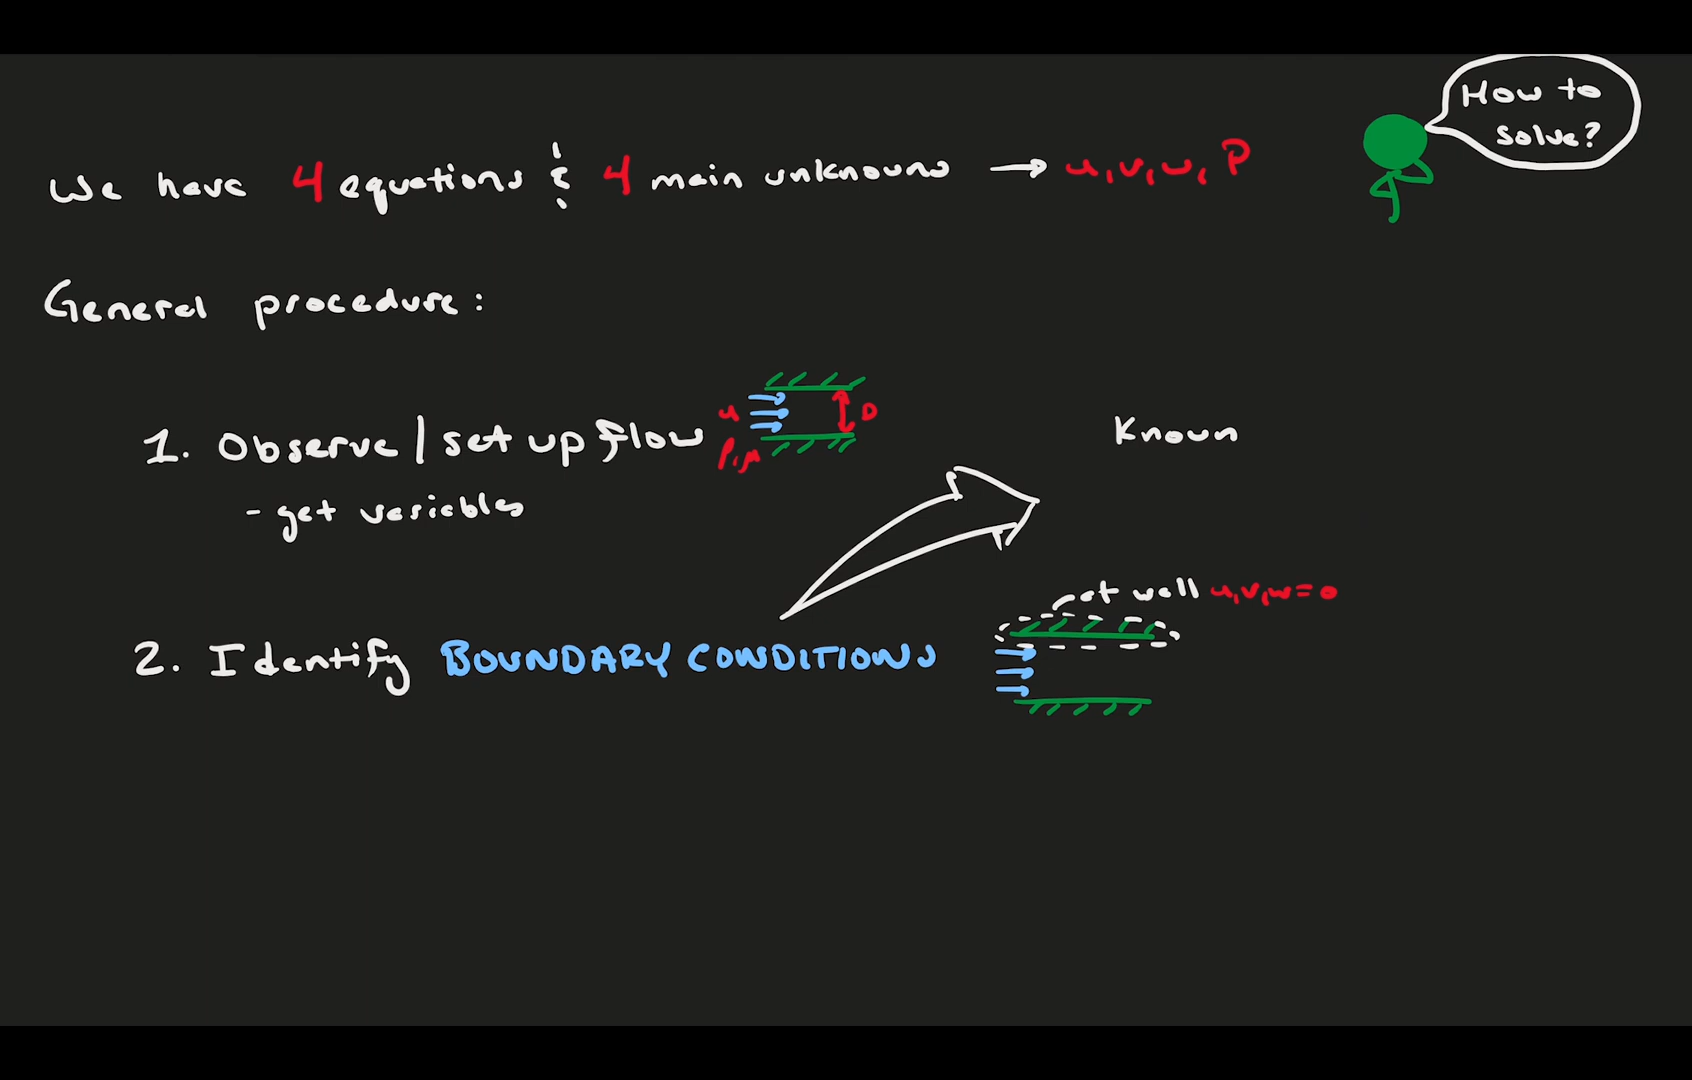 How to
solve?
We have 4 equations & 4 main unknowns → u, v, w, P
General procedure:
1. Observe / set up flow
- get variables
u
D
ρ, μ
Known
at wall u, v, w = 0
2. Identify BOUNDARY CONDITIONS